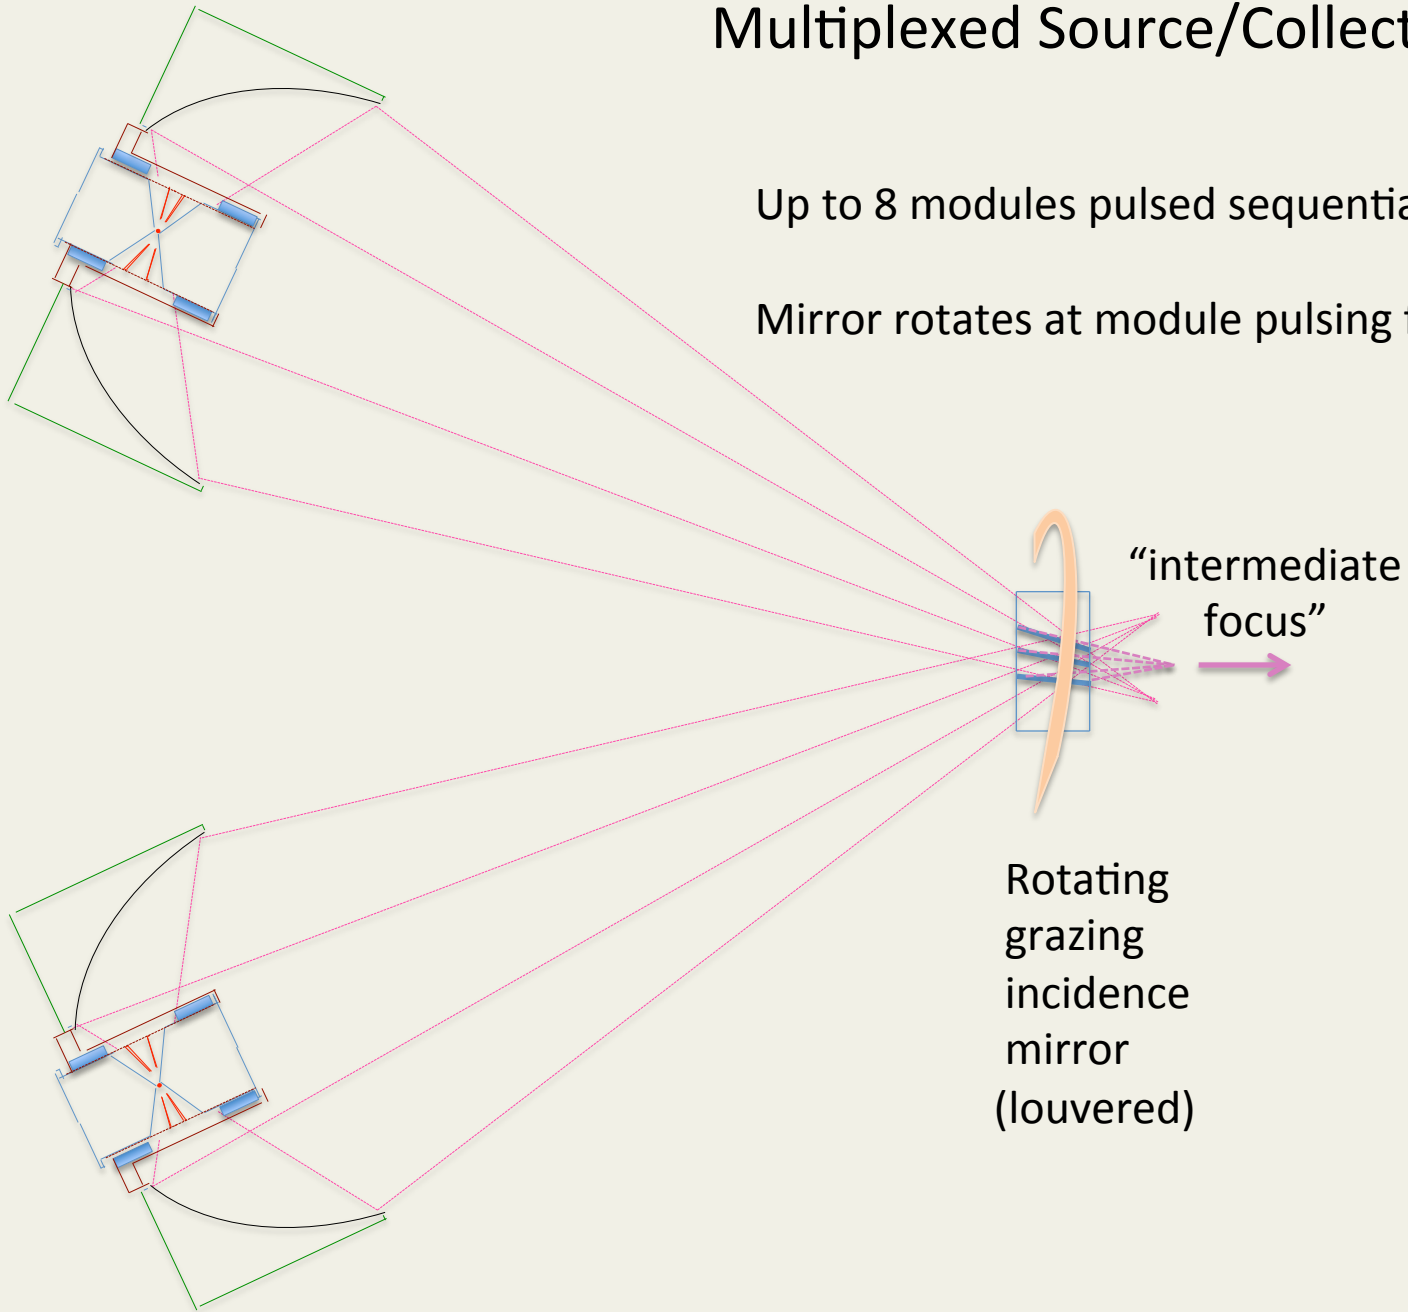 Multiplexed Source/Collect
Up to 8 modules pulsed sequentia
Mirror rotates at module pulsing
“intermediate
focus”
Rotating
grazing
incidence
mirror
(louvered)